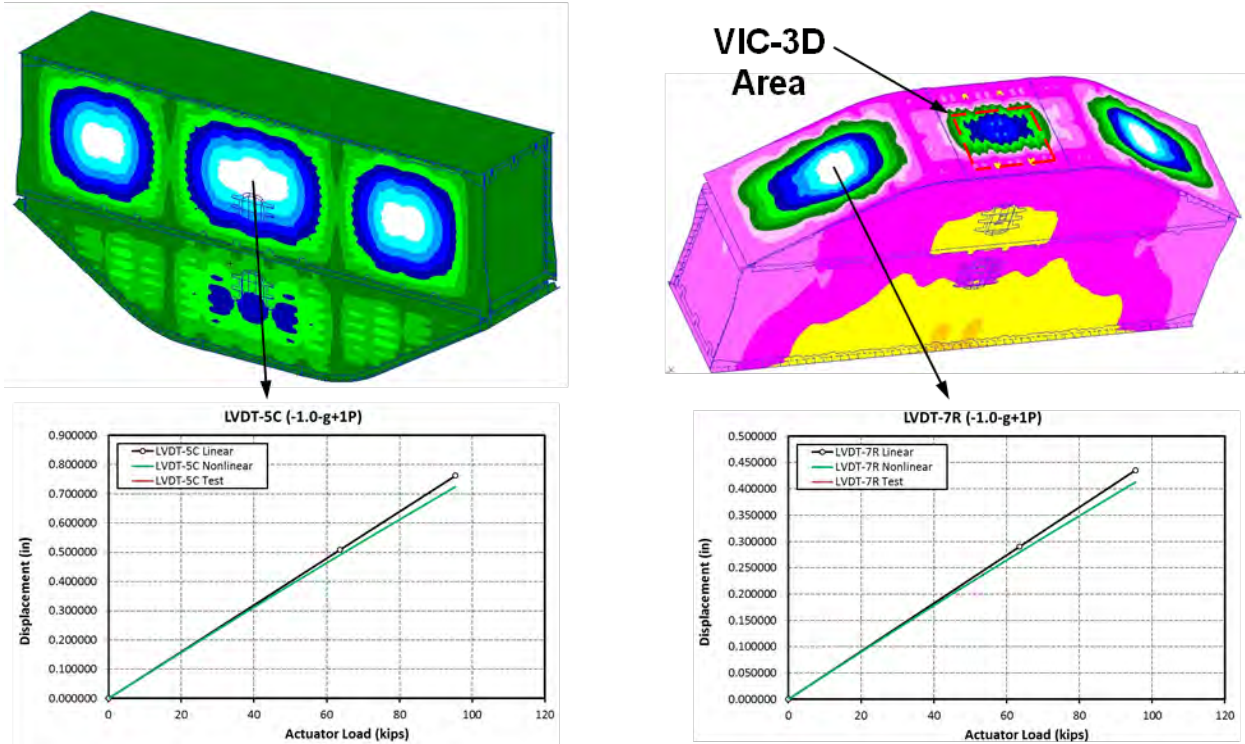 VIC-3D
Area
LVDT-5C (-1.0-g+1P)
LVDT-5C Linear
LVDT-5C Nonlinear
LVDT-5C Test
Displacement (in)
0.900000
0.800000
0.700000
0.600000
0.500000
0.400000
0.300000
0.200000
0.100000
0.000000
0 20 40 60 80 100 120
Actuator Load (kips)
LVDT-7R (-1.0-g+1P)
LVDT-7R Linear
LVDT-7R Nonlinear
LVDT-7R Test
Displacement (in)
0.500000
0.450000
0.400000
0.350000
0.300000
0.250000
0.200000
0.150000
0.100000
0.050000
0.000000
0 20 40 60 80 100 120
Actuator Load (kips)